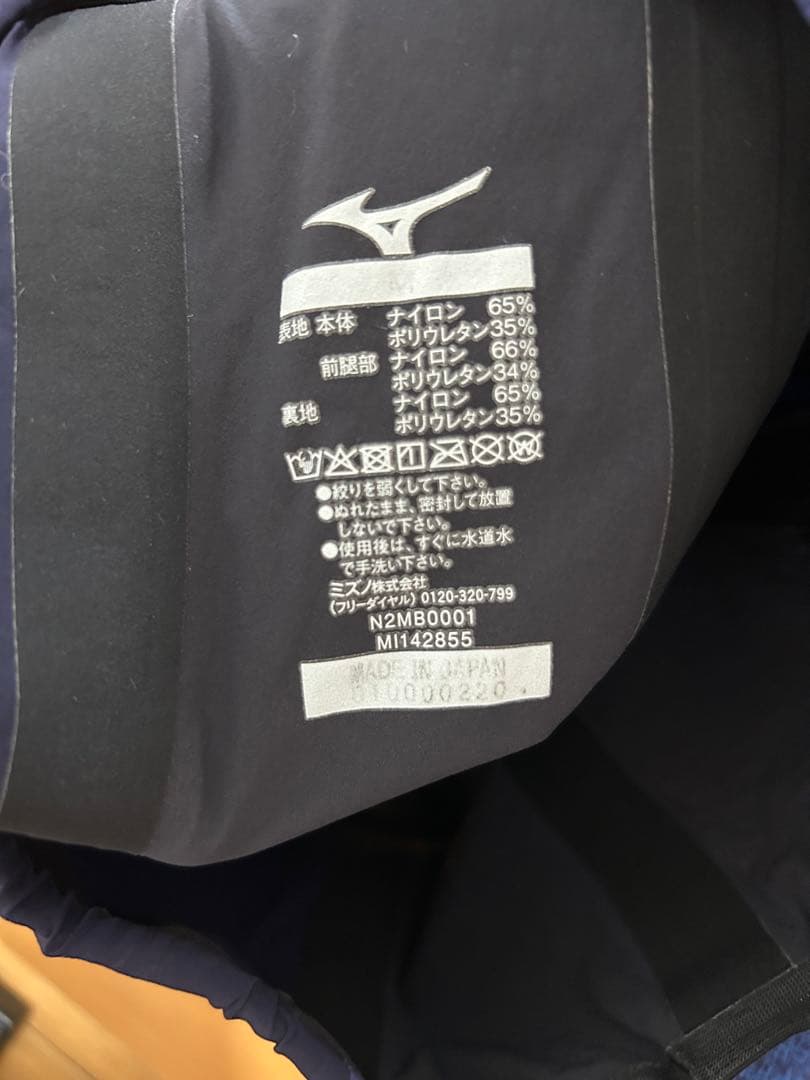 表地 本体 ナイロン 65%
ポリウレタン35%
前腿部 ナイロン 66%
ポリウレタン34%
裏地 ナイロン 65%
ポリウレタン35%
●絞りを弱くして下さい。
●ぬれたまま、密封して放置
しないで下さい。
●使用後は、すぐに水道水
で手洗い下さい。
ミズノ株式会社
(フリーダイヤル) 0120-320-799
N2MB0001
MI142855
MADE IN JAPAN